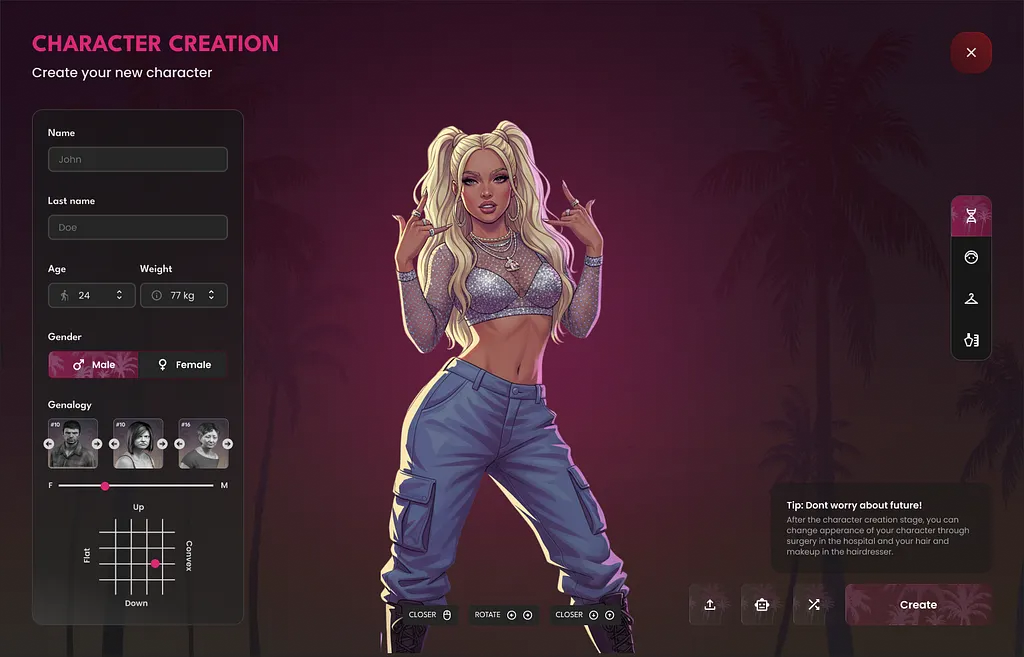 CHARACTER CREATION
Create your new character
Name
John
Last name
Doe
Age
Weight
24
77 kg
Gender
Male
Female
Genalogy
#10
#10
#16
F
M
Up
Flat
Convex
Down
CLOSER
ROTATE
CLOSER
Tip: Dont worry about future!
After the character creation stage, you can
change apperance of your character through
surgery in the hospital and your hair and
makeup in the hairdresser.
Create